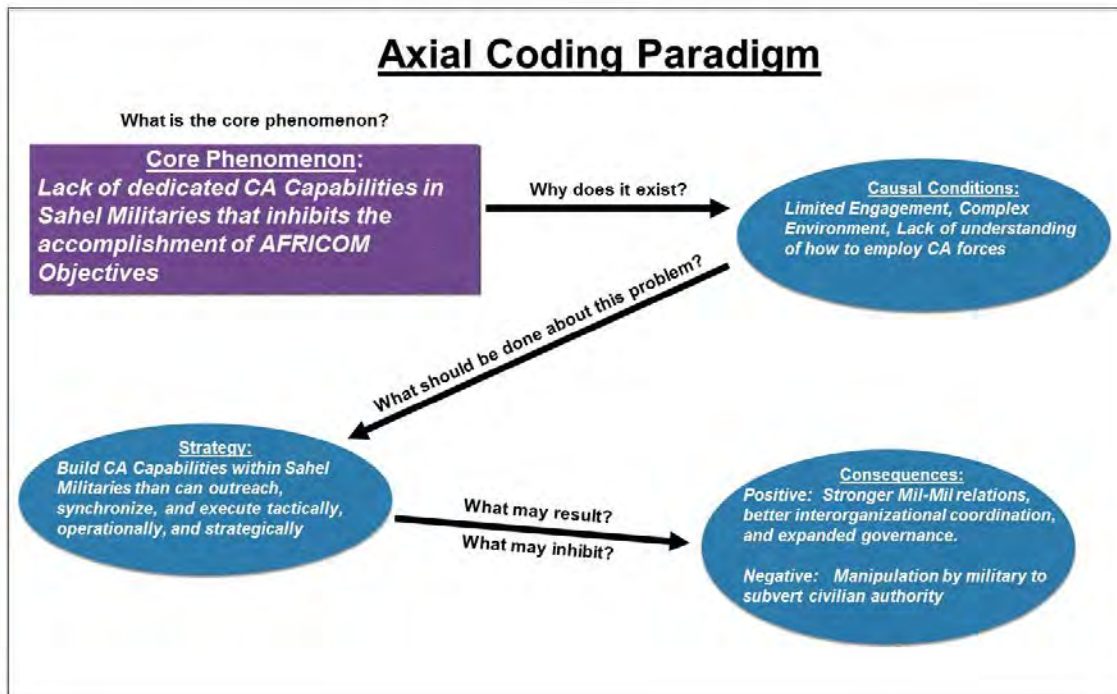 Axial Coding Paradigm
What is the core phenomenon?
Core Phenomenon:
Lack of dedicated CA Capabilities in
Sahel Militaries that inhibits the
accomplishment of AFRICOM
Objectives
Why does it exist?
Causal Conditions:
Limited Engagement, Complex
Environment, Lack of understanding
of how to employ CA forces
What should be done about this problem?
Strategy:
Build CA Capabilities within Sahel
Militaries than can outreach,
synchronize, and execute tactically,
operationally, and strategically
What may result?
What may inhibit?
Consequences:
Positive: Stronger Mil-Mil relations,
better interorganizational coordination,
and expanded governance.
Negative: Manipulation by military to
subvert civilian authority